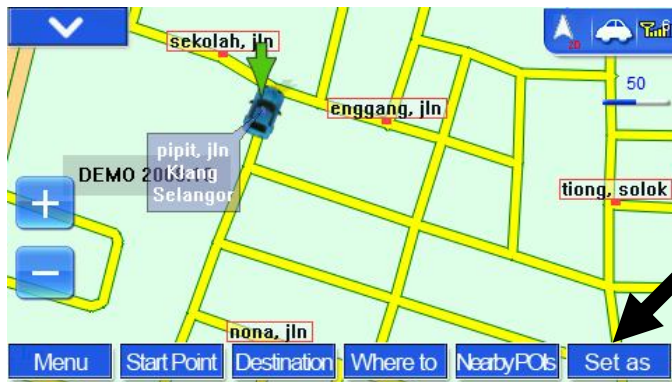 sekolah, jln
2D
50
enggang, jln
pipit, jln
Klang
Selangor
DEMO
tiong, solok
nona, jln
Menu
Start Point
Destination
Where to
NearbyPOIs
Set as